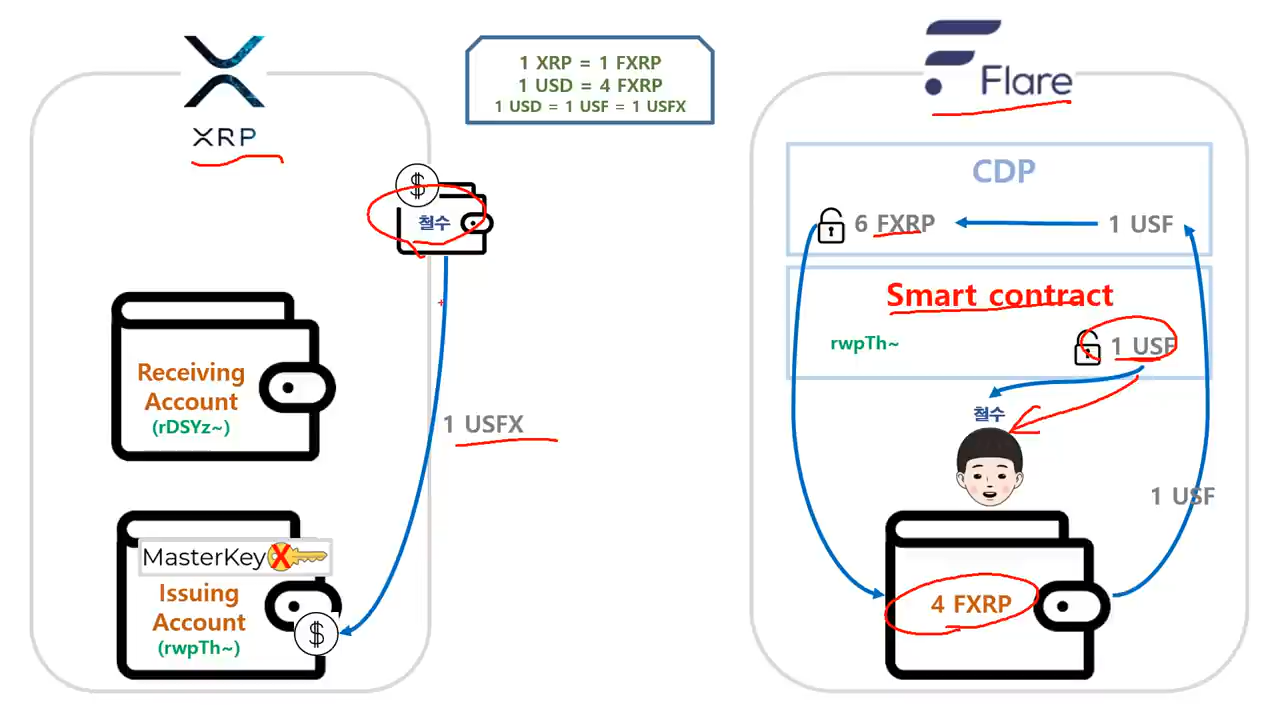 1 XRP = 1 FXRP
1 USD = 4 FXRP
1 USD = 1 USF = 1 USFX
XRP
철수
Receiving
Account
(rDSYz~)
1 USFX
MasterKey
Issuing
Account
(rwpTh~)
Flare
CDP
6 FXRP
1 USF
Smart contract
rwpTh~
1 USF
철수
1 USF
4 FXRP